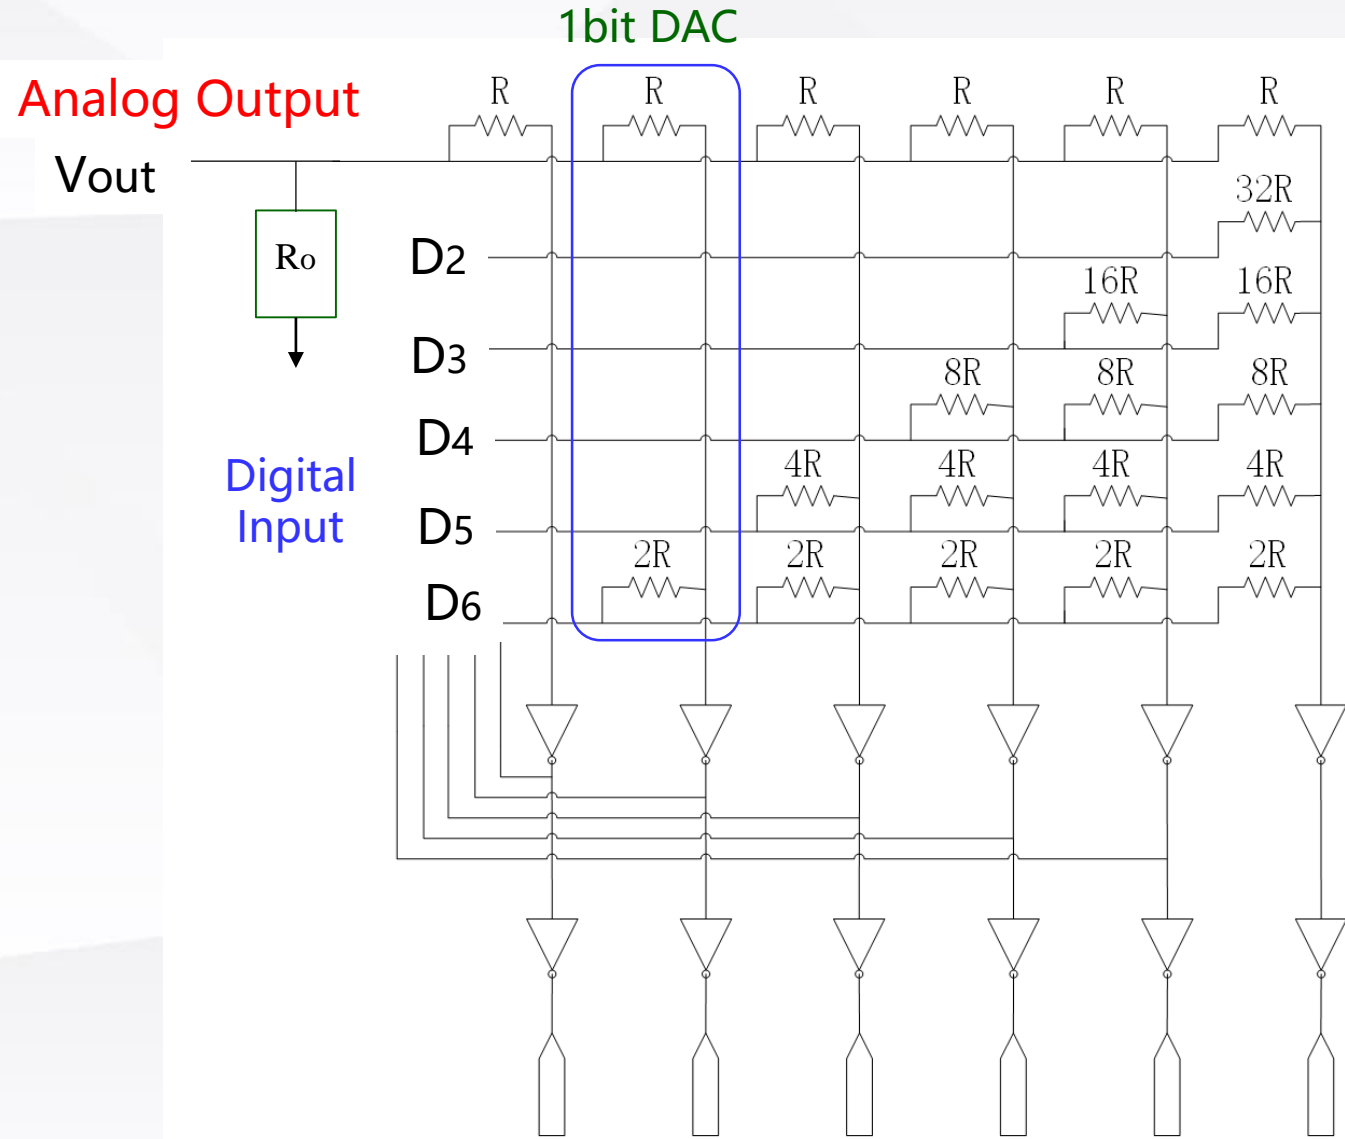 1bit DAC
Analog Output
R R R R R R
Vout
32R
Ro
D2
16R 16R
D3
8R 8R 8R
D4
4R 4R 4R 4R
Digital
Input
D5
2R 2R 2R 2R 2R
D6